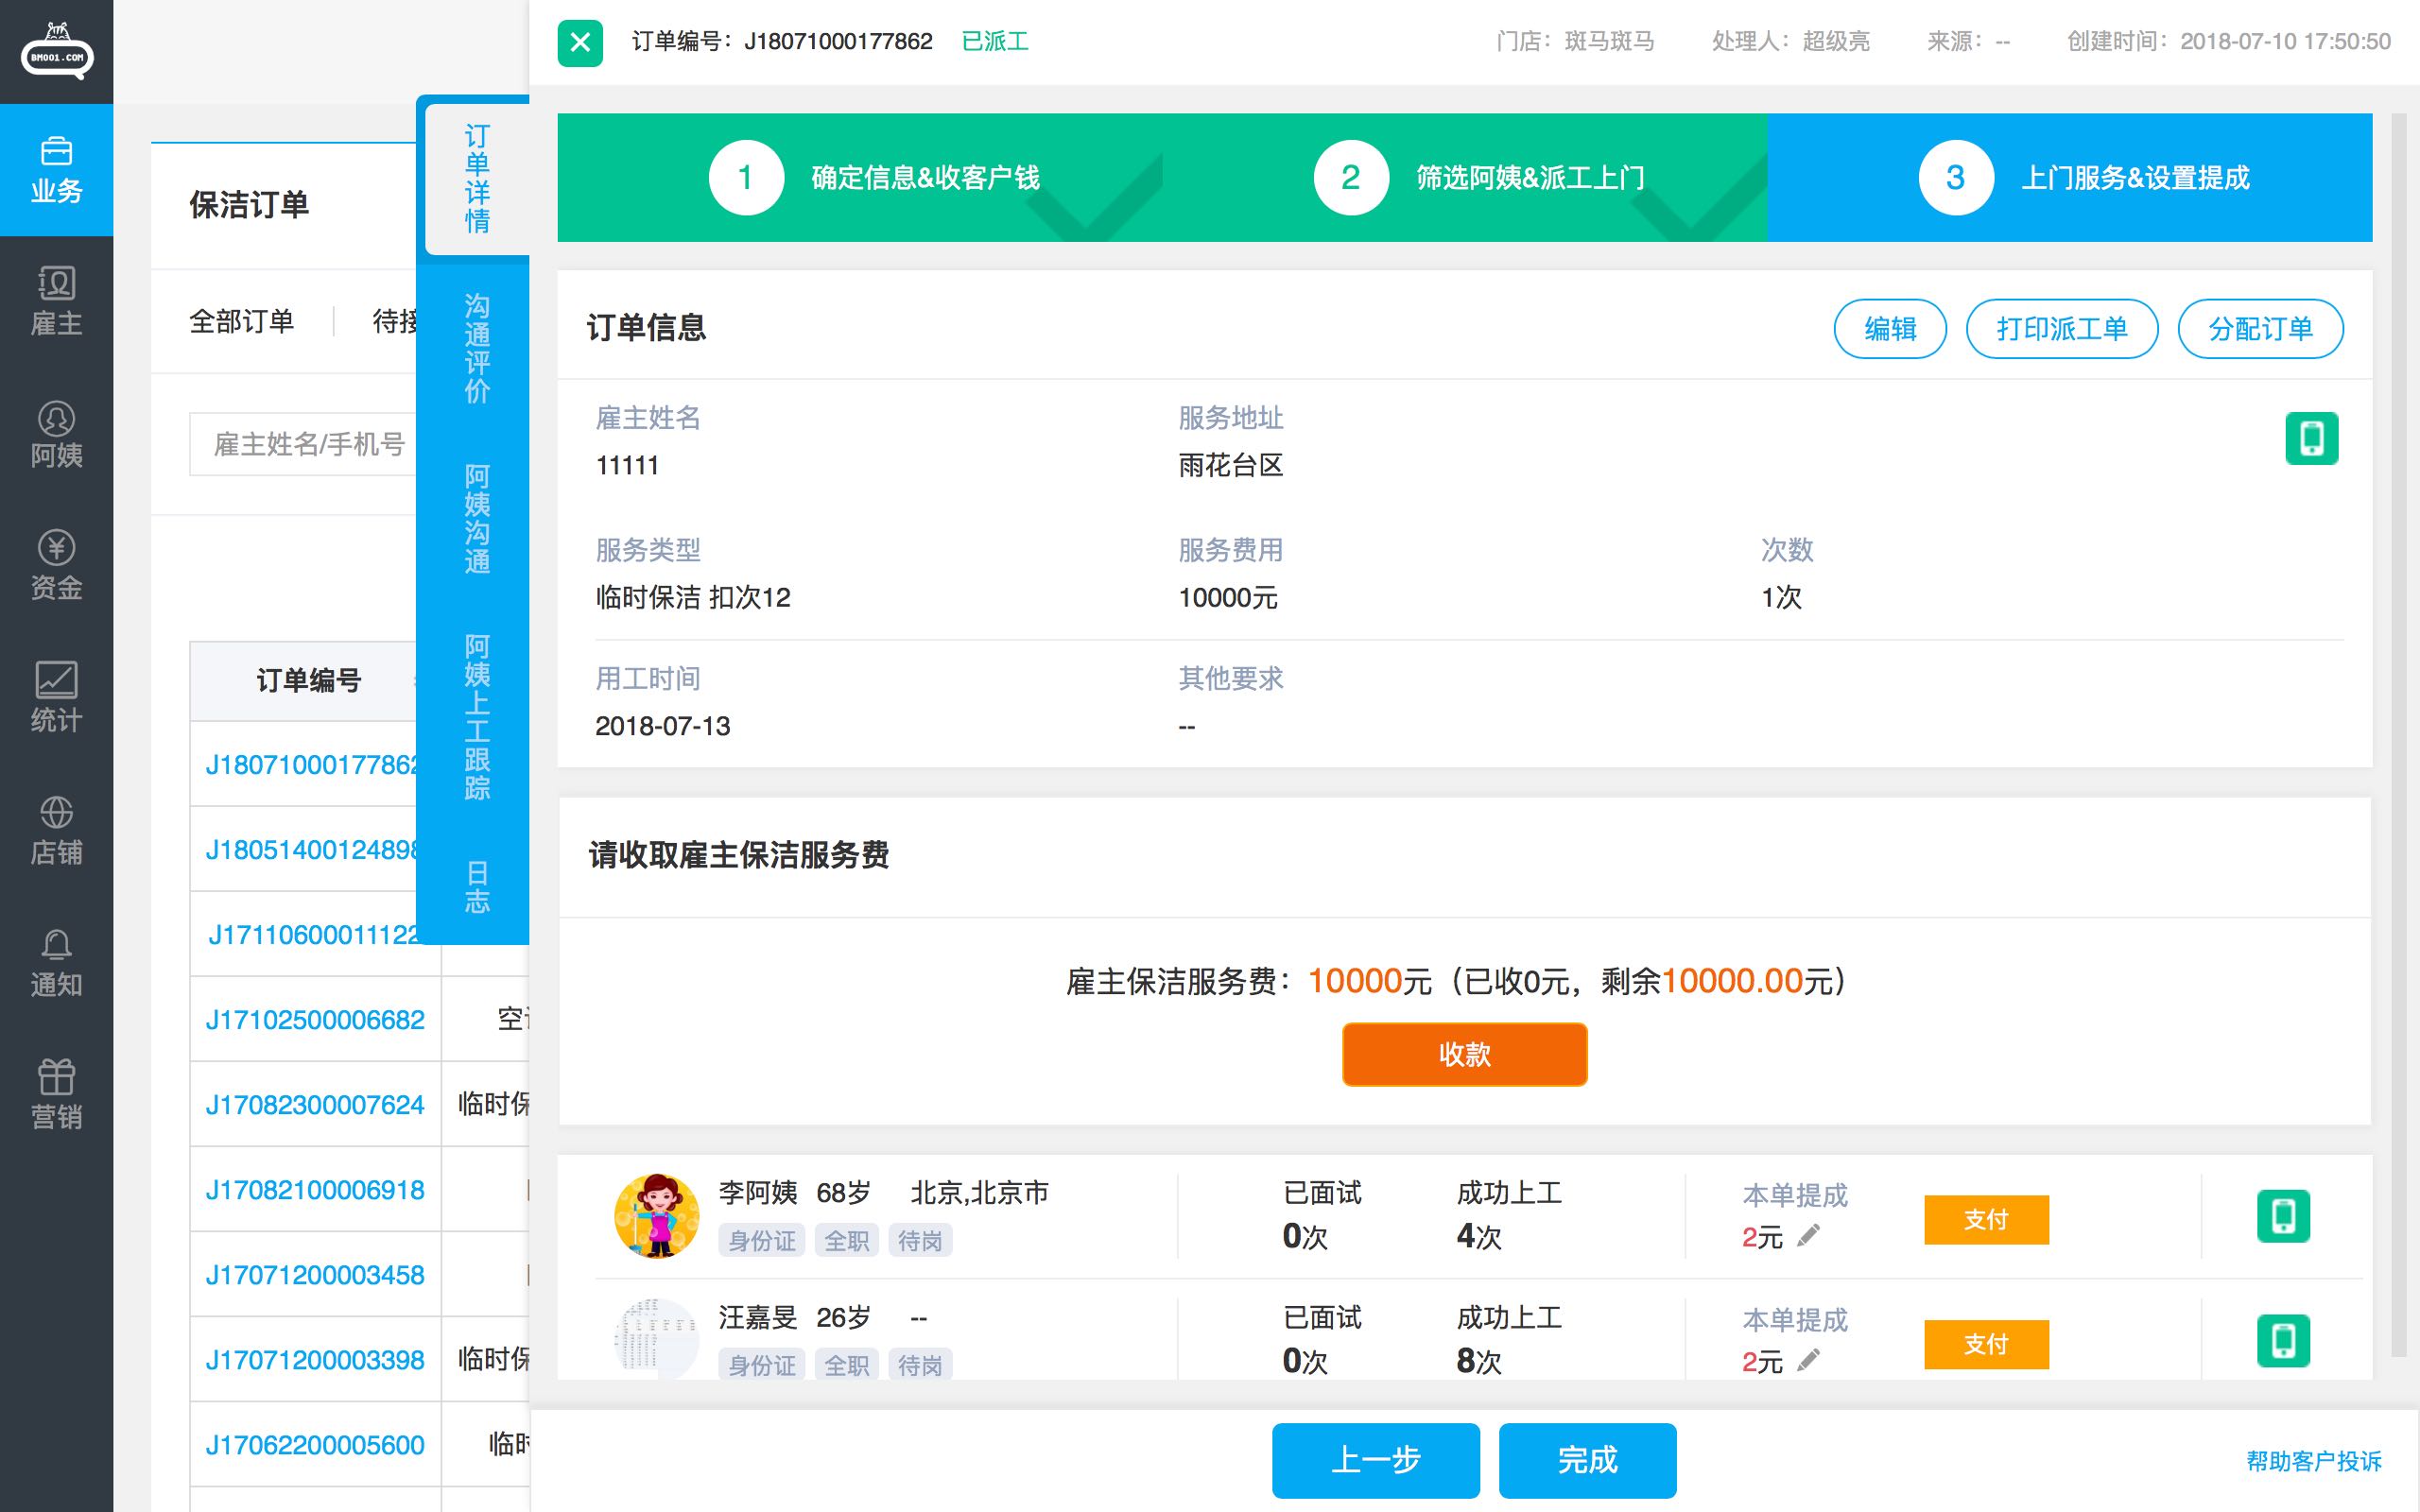 BM001.COM
业务
雇主
阿姨
资金
统计
店铺
通知
营销
保洁订单
全部订单
待接
雇主姓名/手机号
订单编号
J18071000177862
J18051400124898
J17110600011122
J17102500006682
空
J17082300007624
临时保
J17082100006918
J17071200003458
J17071200003398
临时保
J17062200005600
临时
订单详情
沟通评价
阿姨沟通
阿姨上工跟踪
日志
订单编号：J18071000177862 已派工
门店：斑马斑马 处理人：超级亮 来源：-- 创建时间：2018-07-10 17:50:50
1 确定信息&收客户钱
2 筛选阿姨&派工上门
3 上门服务&设置提成
订单信息
编辑 打印派工单 分配订单
雇主姓名 服务地址
11111 雨花台区
服务类型 服务费用 次数
临时保洁 扣次12 10000元 1次
用工时间 其他要求
2018-07-13 --
请收取雇主保洁服务费
雇主保洁服务费：10000元（已收0元，剩余10000.00元）
收款
李阿姨 68岁 北京,北京市 已面试 成功上工 本单提成
身份证 全职 待岗 0次 4次 2元 支付
汪嘉旻 26岁 -- 已面试 成功上工 本单提成
身份证 全职 待岗 0次 8次 2元 支付
上一步 完成
帮助客户投诉